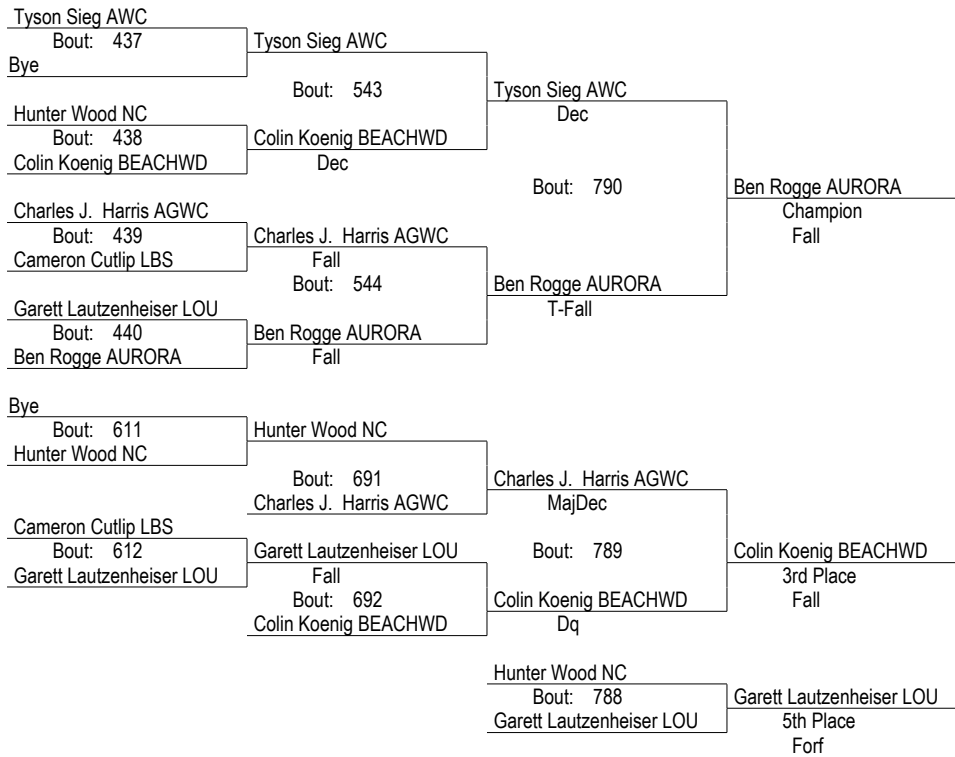 Tyson Sieg AWC
Bout: 437
Tyson Sieg AWC
Bye
Bout: 543
Tyson Sieg AWC
Hunter Wood NC
Dec
Bout: 438
Colin Koenig BEACHWD
Colin Koenig BEACHWD
Dec
Bout: 790
Ben Rogge AURORA
Charles J. Harris AGWC
Champion
Bout: 439
Charles J. Harris AGWC
Fall
Cameron Cutlip LBS
Fall
Bout: 544
Ben Rogge AURORA
Garett Lautzenheiser LOU
T-Fall
Bout: 440
Ben Rogge AURORA
Ben Rogge AURORA
Fall
Bye
Bout: 611
Hunter Wood NC
Hunter Wood NC
Bout: 691
Charles J. Harris AGWC
Charles J. Harris AGWC
MajDec
Cameron Cutlip LBS
Bout: 612
Garett Lautzenheiser LOU
Bout: 789
Colin Koenig BEACHWD
Garett Lautzenheiser LOU
Fall
3rd Place
Bout: 692
Colin Koenig BEACHWD
Fall
Colin Koenig BEACHWD
Dq
Hunter Wood NC
Bout: 788
Garett Lautzenheiser LOU
Garett Lautzenheiser LOU
5th Place
Forf